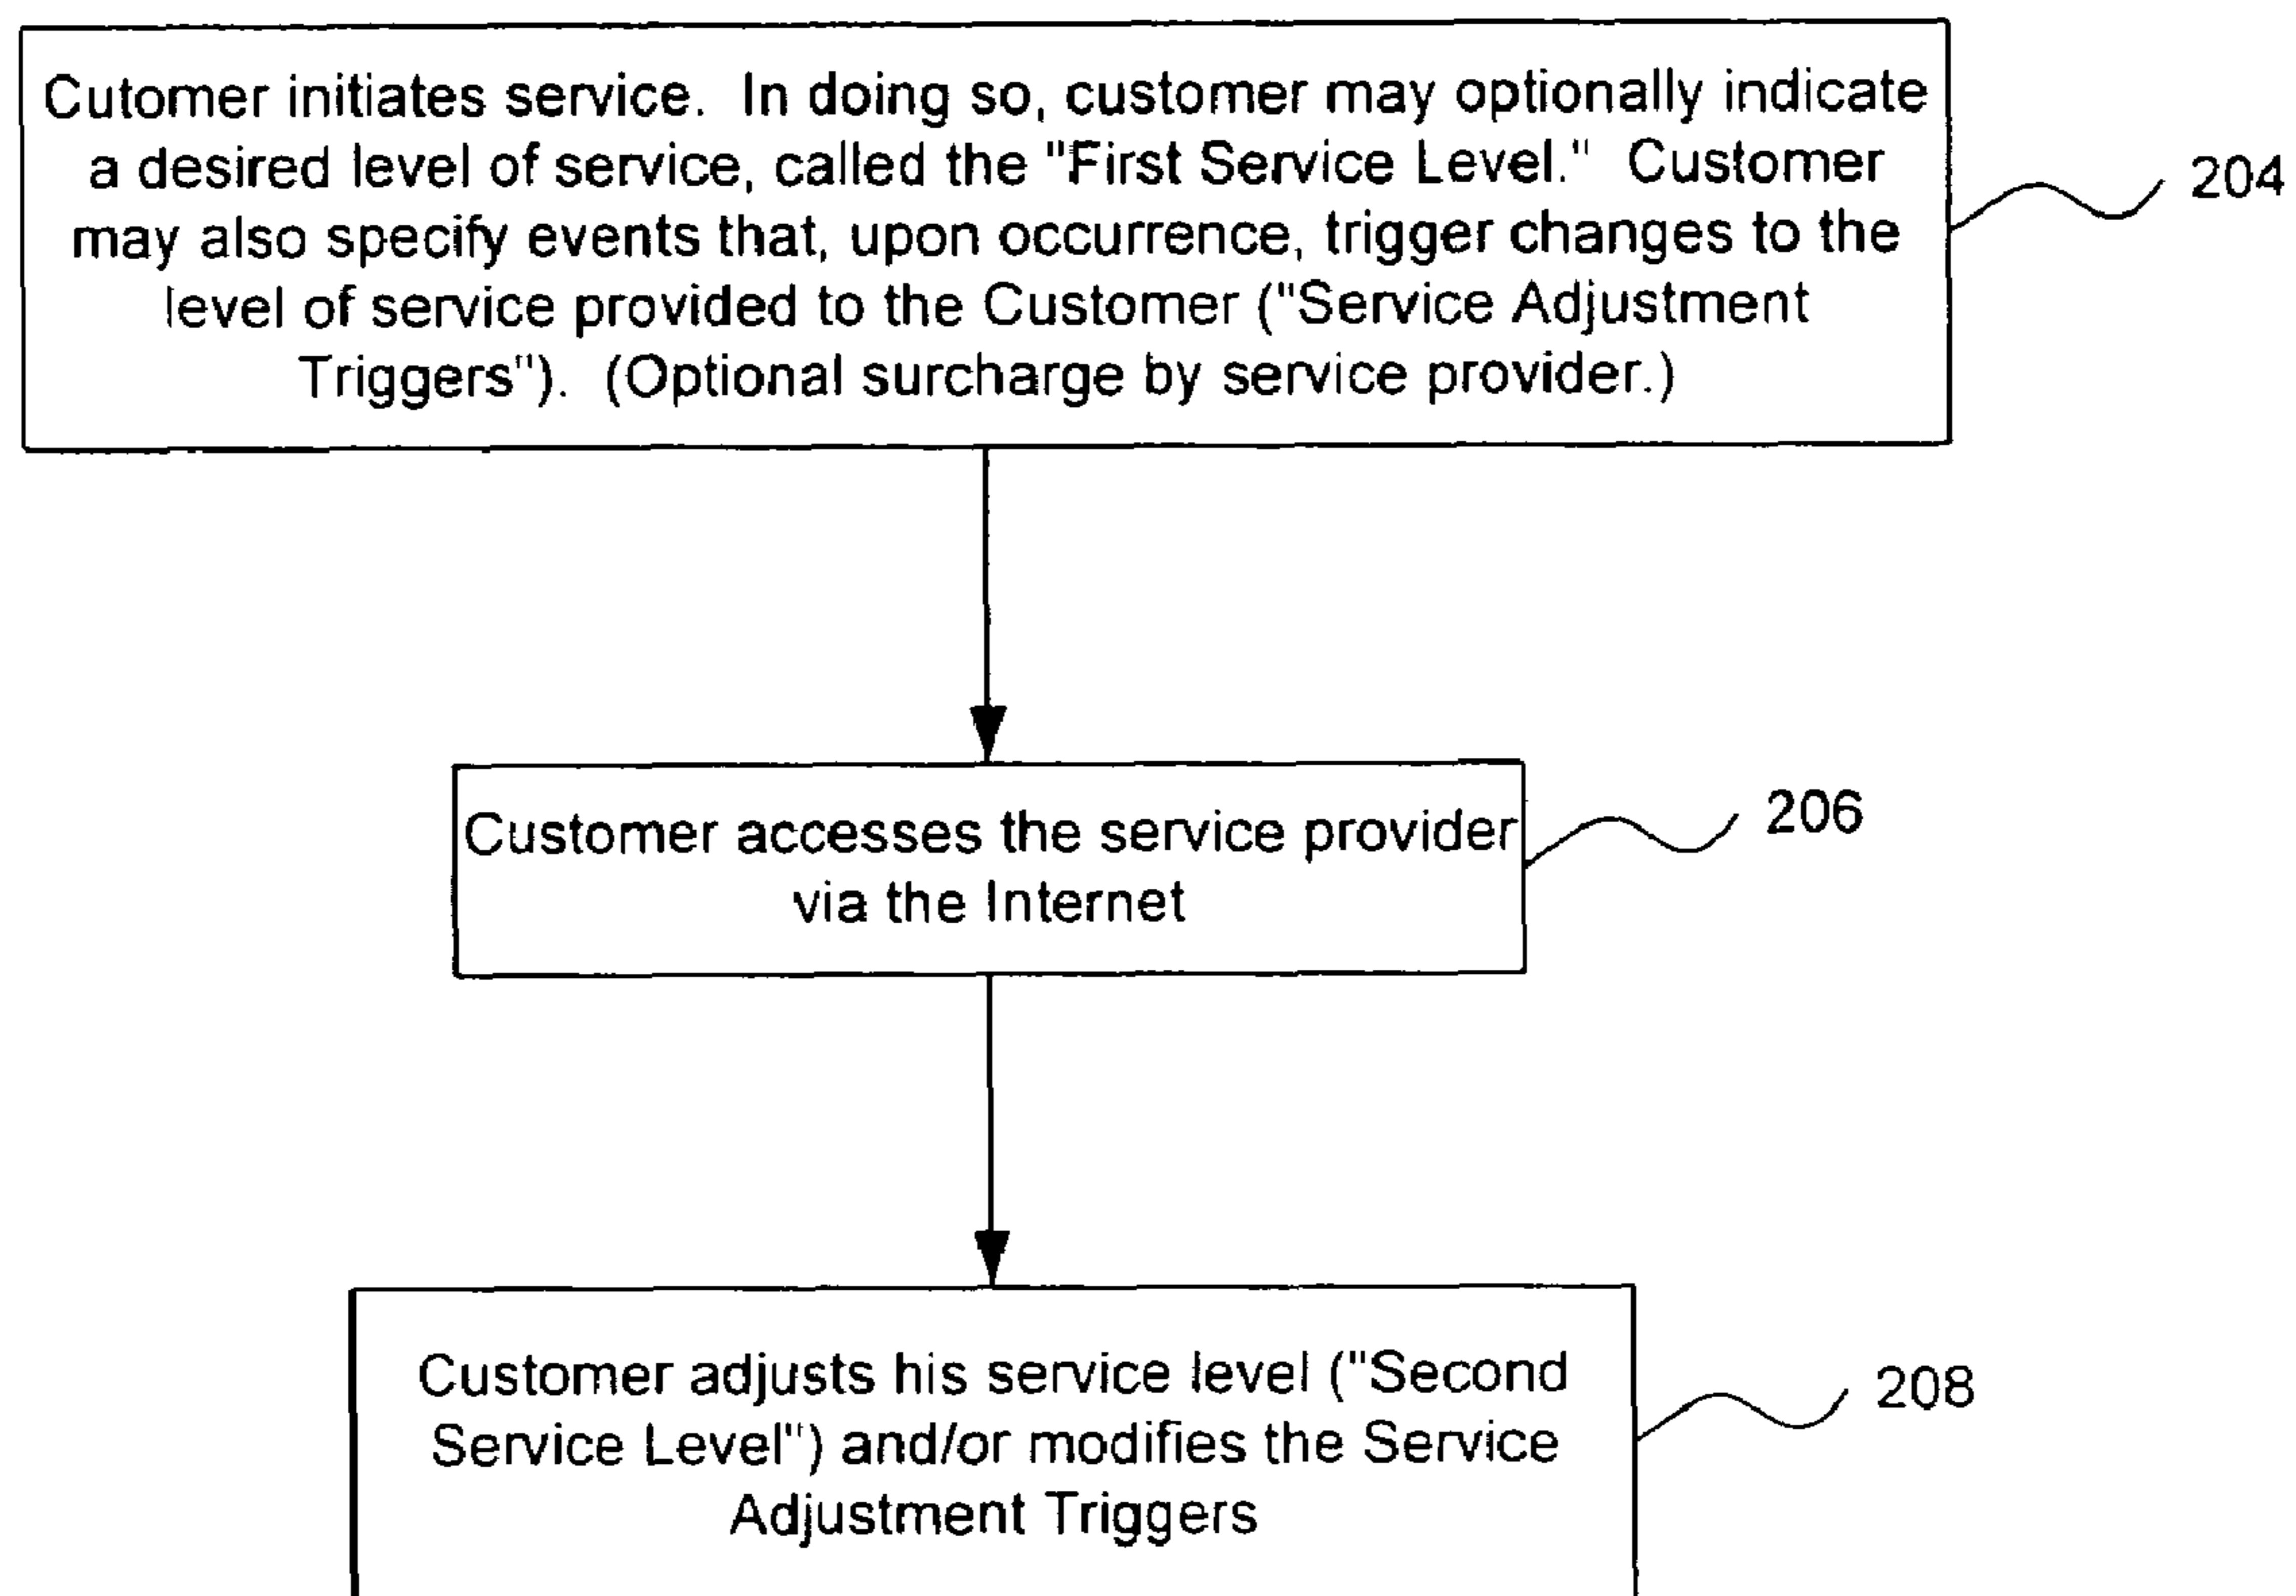 Cutomer initiates service. In doing so, customer may optionally indicate
a desired level of service, called the "First Service Level." Customer
may also specify events that, upon occurrence, trigger changes to the
level of service provided to the Customer ("Service Adjustment
Triggers"). (Optional surcharge by service provider.)
204
Customer accesses the service provider
via the Internet
206
Customer adjusts his service level ("Second
Service Level") and/or modifies the Service
Adjustment Triggers
208